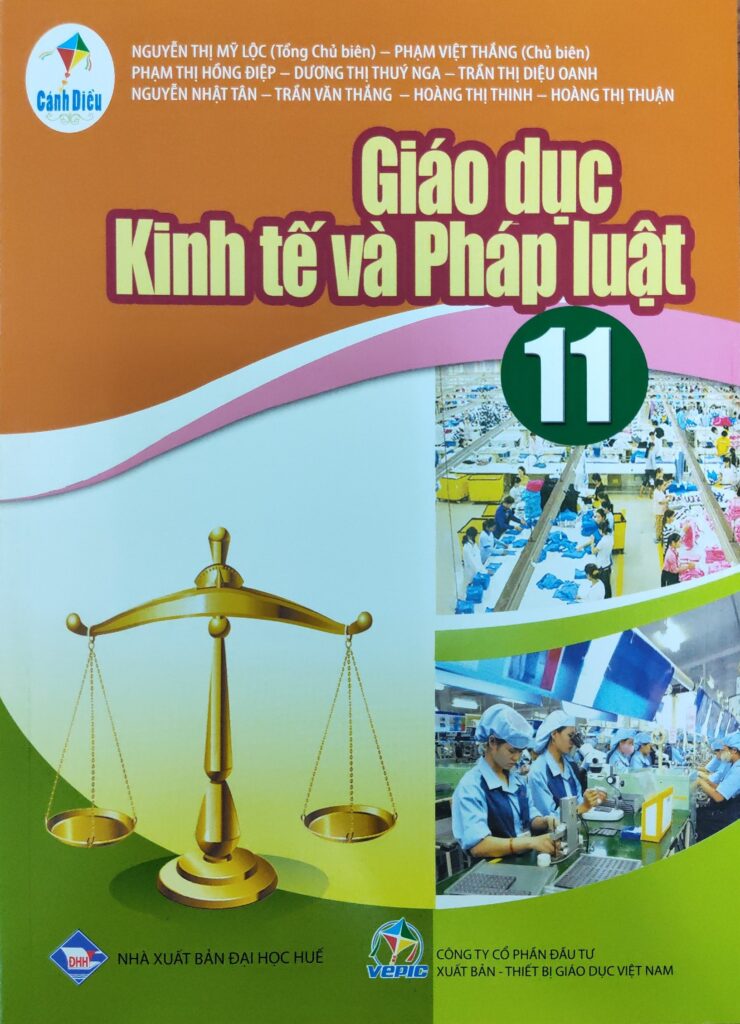 Cánh Diều
NGUYỄN THỊ MỸ LỘC (Tổng Chủ biên) – PHẠM VIỆT THẮNG (Chủ biên)
PHẠM THỊ HỒNG ĐIỆP – DƯƠNG THỊ THUÝ NGA – TRẦN THỊ DIỆU OANH
NGUYỄN NHẬT TÂN – TRẦN VĂN THẮNG – HOÀNG THỊ THINH – HOÀNG THỊ THUẬN
Giáo dục
Kinh tế và Pháp luật
11
DHH
NHÀ XUẤT BẢN ĐẠI HỌC HUẾ
VEPIC
CÔNG TY CỔ PHẦN ĐẦU TƯ
XUẤT BẢN - THIẾT BỊ GIÁO DỤC VIỆT NAM